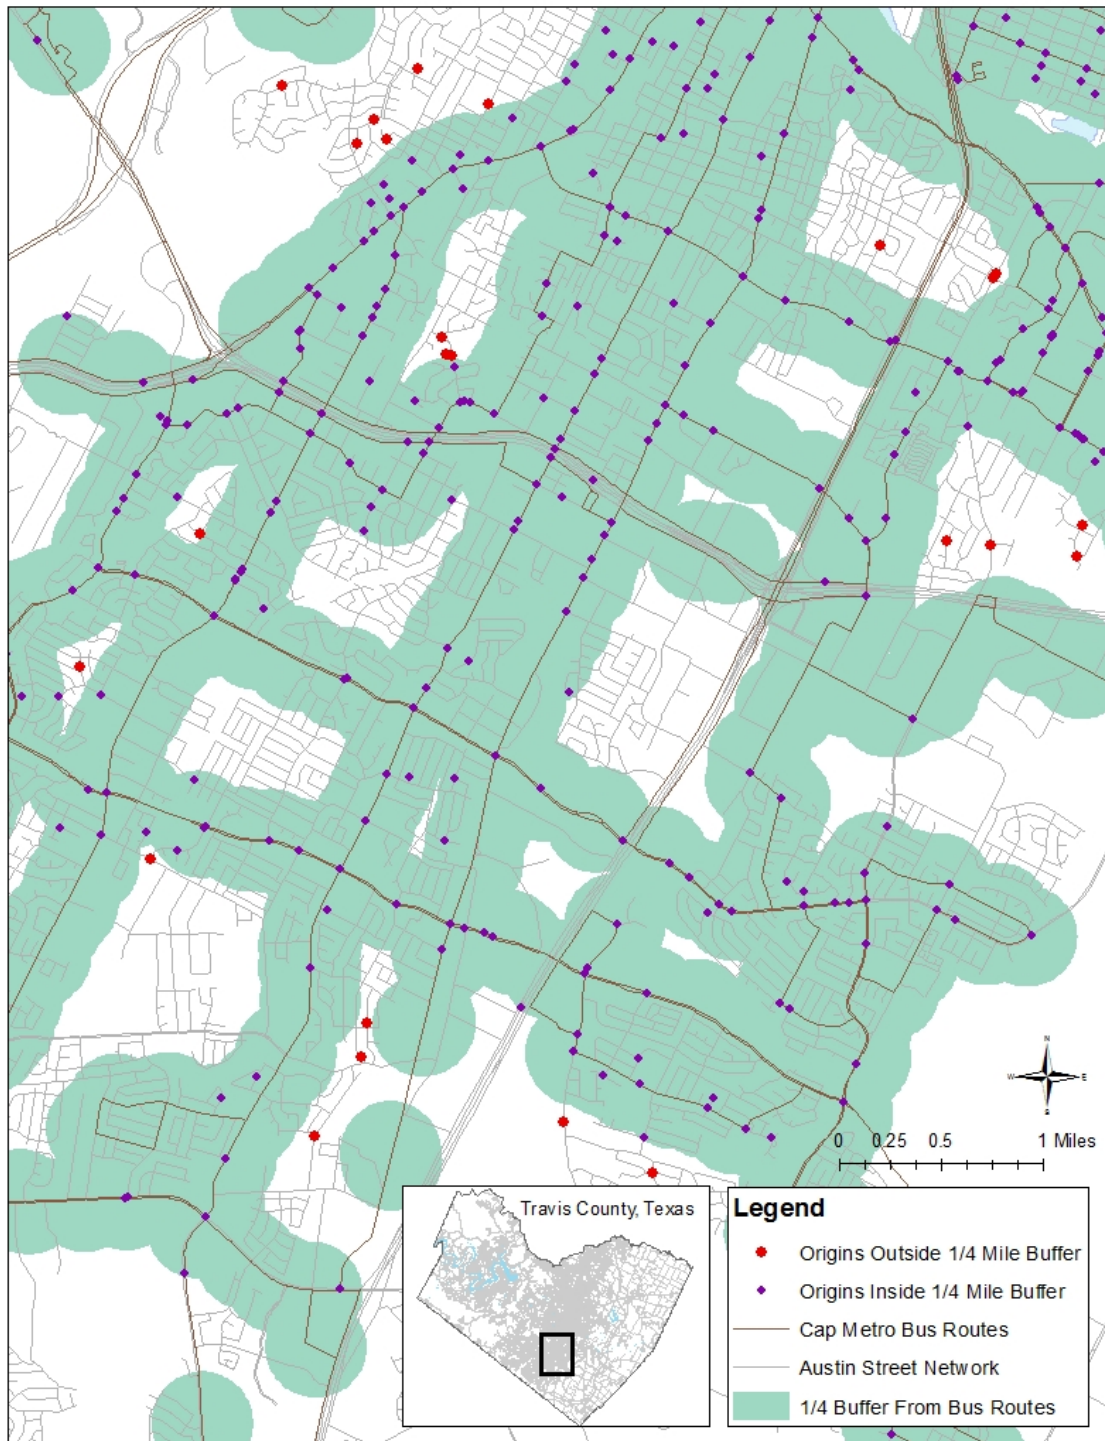 N
W E
S
0 0.25 0.5 1 Miles
Travis County, Texas
Legend
Origins Outside 1/4 Mile Buffer
Origins Inside 1/4 Mile Buffer
Cap Metro Bus Routes
Austin Street Network
1/4 Buffer From Bus Routes